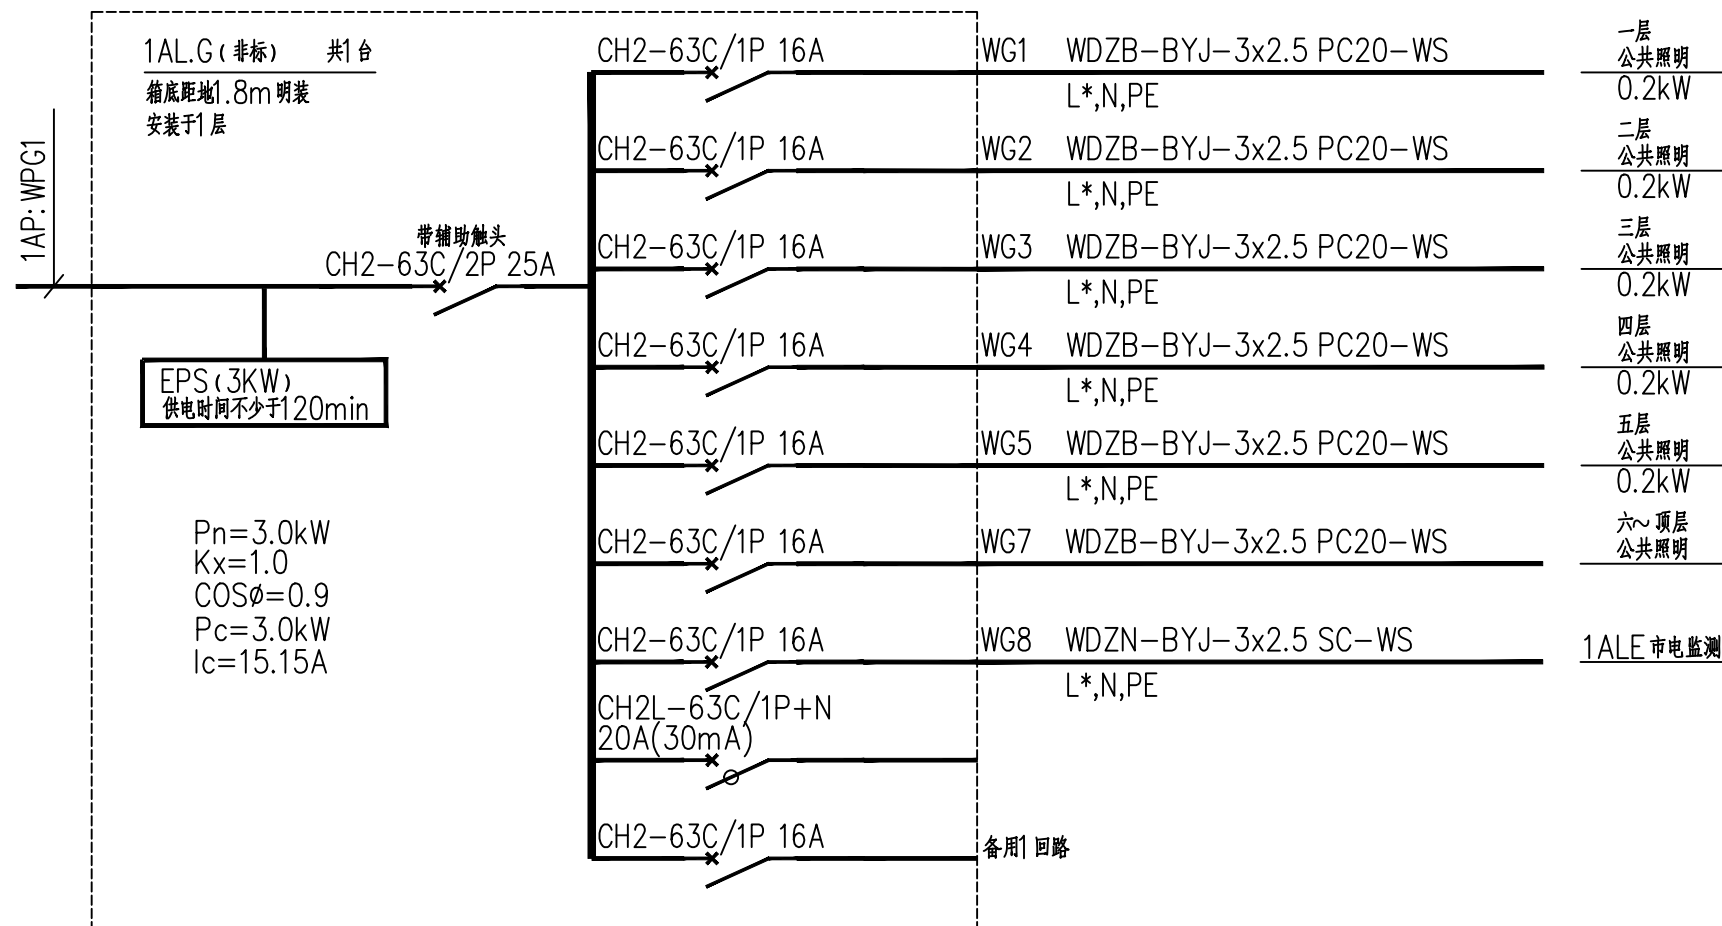 1AL.G(非标) 共1台
箱底距地1.8m明装
安装于1层
1AP:WPG1
带辅助触头
CH2-63C/2P 25A
EPS(3KW)
供电时间不少于120min
Pn=3.0kW
Kx=1.0
COSø=0.9
Pc=3.0kW
Ic=15.15A
CH2-63C/1P 16A WG1 WDZB-BYJ-3x2.5 PC20-WS
L*,N,PE
一层
公共照明
0.2kW
CH2-63C/1P 16A WG2 WDZB-BYJ-3x2.5 PC20-WS
L*,N,PE
二层
公共照明
0.2kW
CH2-63C/1P 16A WG3 WDZB-BYJ-3x2.5 PC20-WS
L*,N,PE
三层
公共照明
0.2kW
CH2-63C/1P 16A WG4 WDZB-BYJ-3x2.5 PC20-WS
L*,N,PE
四层
公共照明
0.2kW
CH2-63C/1P 16A WG5 WDZB-BYJ-3x2.5 PC20-WS
L*,N,PE
五层
公共照明
0.2kW
CH2-63C/1P 16A WG7 WDZB-BYJ-3x2.5 PC20-WS
六~顶层
公共照明
CH2-63C/1P 16A WG8 WDZN-BYJ-3x2.5 SC-WS
L*,N,PE
1ALE市电监测
CH2L-63C/1P+N
20A(30mA)
CH2-63C/1P 16A 备用1回路